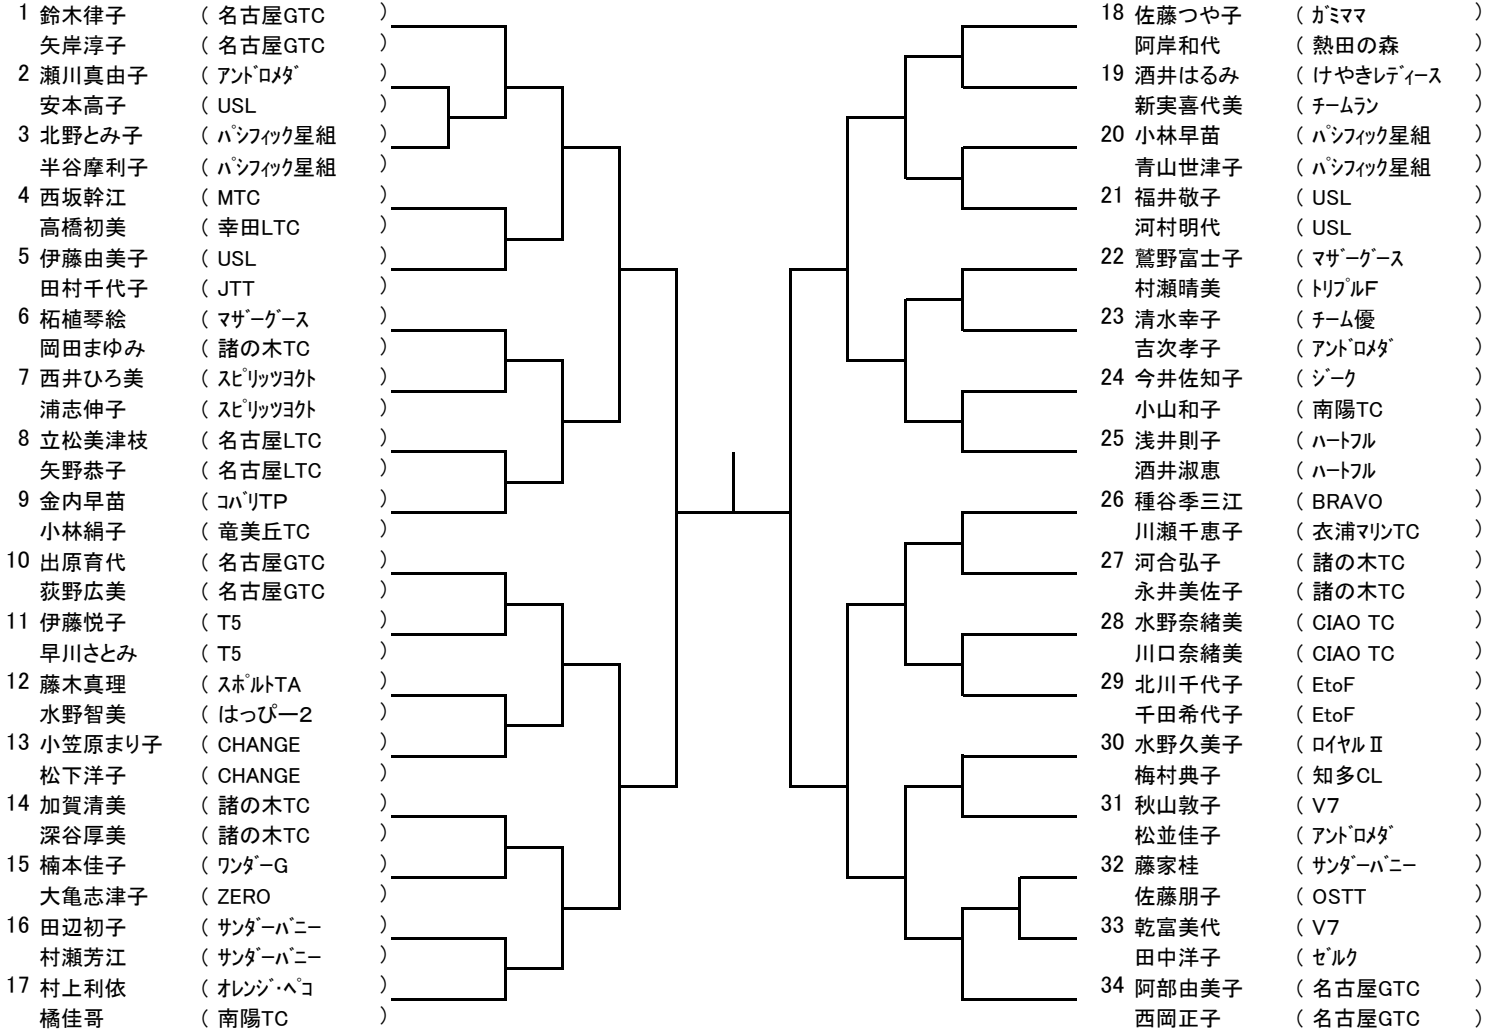 1 鈴木律子 ( 名古屋GTC )
矢岸淳子 ( 名古屋GTC )
2 瀬川真由子 ( ｱﾝﾄﾞﾛﾒﾀﾞ )
安本高子 ( USL )
3 北野とみ子 ( ﾊﾟｼﾌｨｯｸ星組 )
半谷摩利子 ( ﾊﾟｼﾌｨｯｸ星組 )
4 西坂幹江 ( MTC )
高橋初美 ( 幸田LTC )
5 伊藤由美子 ( USL )
田村千代子 ( JTT )
6 柘植琴絵 ( ﾏｻﾞｰｸﾞｰｽ )
岡田まゆみ ( 諸の木TC )
7 西井ひろ美 ( ｽﾋﾟﾘｯﾂﾖｸﾄ )
浦志伸子 ( ｽﾋﾟﾘｯﾂﾖｸﾄ )
8 立松美津枝 ( 名古屋LTC )
矢野恭子 ( 名古屋LTC )
9 金内早苗 ( ｺﾊﾞﾘTP )
小林絹子 ( 竜美丘TC )
10 出原育代 ( 名古屋GTC )
荻野広美 ( 名古屋GTC )
11 伊藤悦子 ( T5 )
早川さとみ ( T5 )
12 藤木真理 ( ｽﾎﾟﾙﾄTA )
水野智美 ( はっぴー2 )
13 小笠原まり子 ( CHANGE )
松下洋子 ( CHANGE )
14 加賀清美 ( 諸の木TC )
深谷厚美 ( 諸の木TC )
15 楠本佳子 ( ﾜﾝﾀﾞｰG )
大亀志津子 ( ZERO )
16 田辺初子 ( ｻﾝﾀﾞｰﾊﾞﾆｰ )
村瀬芳江 ( ｻﾝﾀﾞｰﾊﾞﾆｰ )
17 村上利依 ( ｵﾚﾝｼﾞ･ﾍﾟｺ )
橘佳哥 ( 南陽TC )
18 佐藤つや子 ( ｶﾞﾐママ )
阿岸和代 ( 熱田の森 )
19 酒井はるみ ( けやきﾚﾃﾞｨｰｽ )
新実喜代美 ( ﾁｰﾑﾗﾝ )
20 小林早苗 ( ﾊﾟｼﾌｨｯｸ星組 )
青山世津子 ( ﾊﾟｼﾌｨｯｸ星組 )
21 福井敬子 ( USL )
河村明代 ( USL )
22 鷲野富士子 ( ﾏｻﾞｰｸﾞｰｽ )
村瀬晴美 ( ﾄﾘﾌﾟﾙF )
23 清水幸子 ( ﾁｰﾑ優 )
吉次孝子 ( ｱﾝﾄﾞﾛﾒﾀﾞ )
24 今井佐知子 ( ｼﾞｰｸ )
小山和子 ( 南陽TC )
25 浅井則子 ( ﾊｰﾄﾌﾙ )
酒井淑恵 ( ﾊｰﾄﾌﾙ )
26 種谷季三江 ( BRAVO )
川瀬千恵子 ( 衣浦ﾏﾘﾝTC )
27 河合弘子 ( 諸の木TC )
永井美佐子 ( 諸の木TC )
28 水野奈緒美 ( CIAO TC )
川口奈緒美 ( CIAO TC )
29 北川千代子 ( EtoF )
千田希代子 ( EtoF )
30 水野久美子 ( ﾛｲﾔﾙⅡ )
梅村典子 ( 知多CL )
31 秋山敦子 ( V7 )
松並佳子 ( ｱﾝﾄﾞﾛﾒﾀﾞ )
32 藤家桂 ( ｻﾝﾀﾞｰﾊﾞﾆｰ )
佐藤朋子 ( OSTT )
33 乾富美代 ( V7 )
田中洋子 ( ｾﾞﾙｸ )
34 阿部由美子 ( 名古屋GTC )
西岡正子 ( 名古屋GTC )